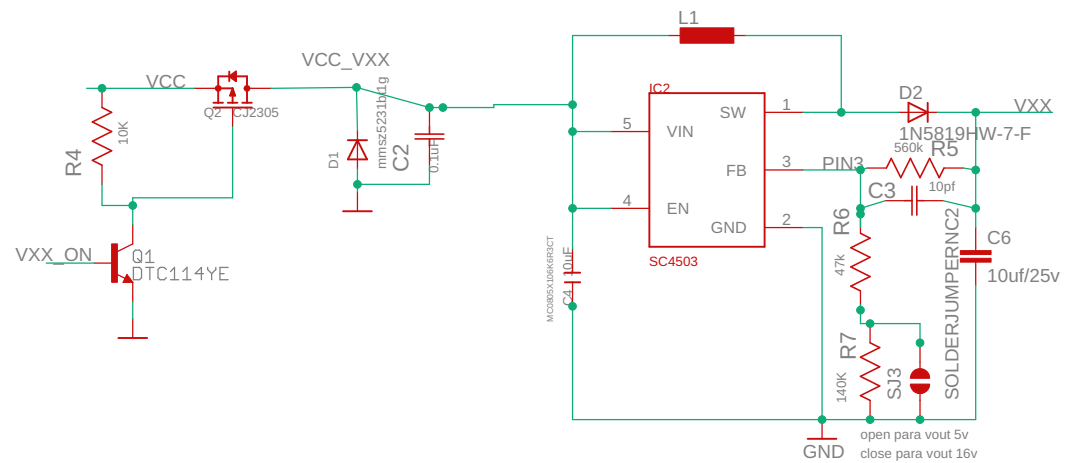 L1
VCC_VXX
VCC
Q2
CJ2305
R4
10K
D1
mmsz5231bt1g
C2
0.1uF
VXX_ON
Q1
DTC114YE
IC2
SW
1
5
VIN
3
FB
4
EN
2
GND
SC4503
D2
VXX
1N5819HW-7-F
560k
R5
PIN3
C3
10pf
R6
47k
SOLDERJUMPERNC2
C6
10uf/25v
MC0805X106K6R3CT
C4
10uF
R7
140K
SJ3
GND
open para vout 5v
close para vout 16v